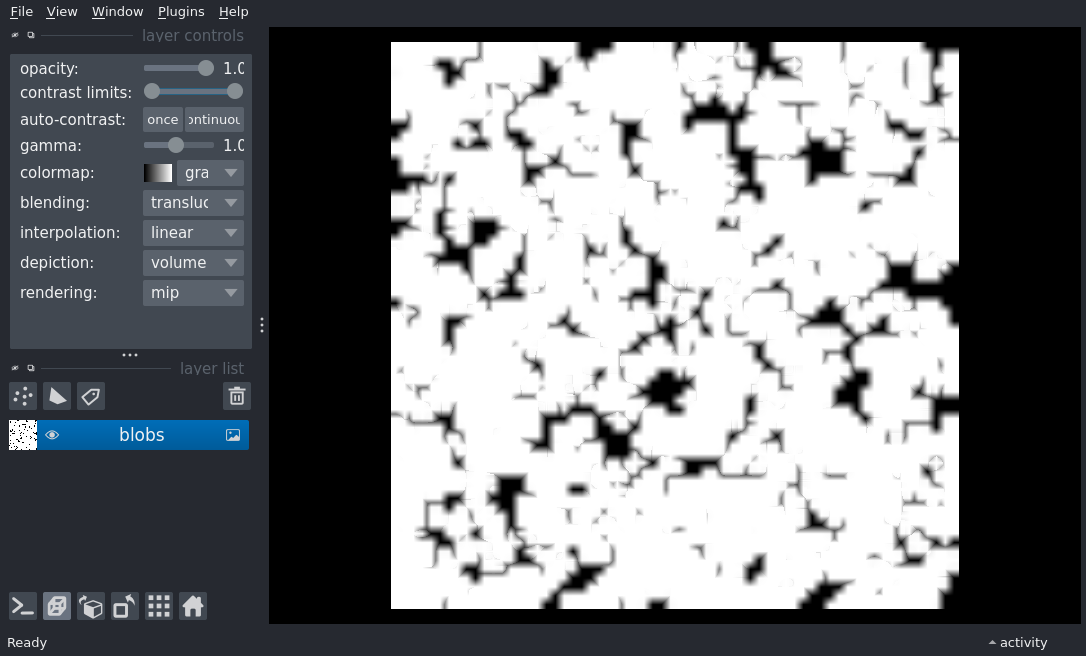 File View Window Plugins Help
layer controls
opacity: 1.0
contrast limits:
auto-contrast: once ontinuou
gamma: 1.0
colormap: gra
blending: transluc
interpolation: linear
depiction: volume
rendering: mip
layer list
blobs
Ready
activity